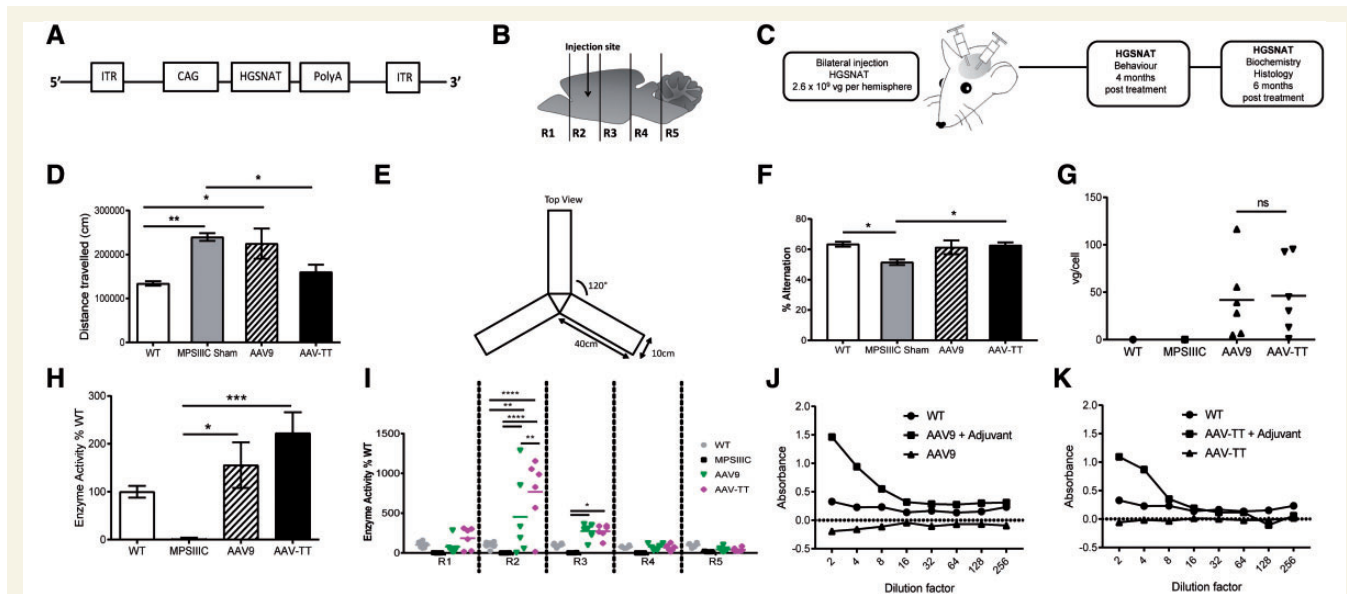 A
5'
ITR
CAG
HGSNAT
PolyA
ITR
3'
B
Injection site
R1
R2
R3
R4
R5
C
Bilateral injection
HGSNAT
2.6 x 10⁹ vg per hemisphere
HGSNAT
Behaviour
4 months
post treatment
HGSNAT
Biochemistry
Histology
6 months
post treatment
D
Distance travelled (cm)
300000
200000
100000
0
*
*
**
WT
MPSIIIC Sham
AAV9
AAV-TT
E
Top View
120°
40cm
10cm
F
% Alternation
80
60
40
20
0
*
*
WT
MPSIIIC Sham
AAV9
AAV-TT
G
vg/cell
150
100
50
0
ns
WT
MPSIIIC
AAV9
AAV-TT
H
Enzyme Activity % WT
300
200
100
0
***
*
WT
MPSIIIC
AAV9
AAV-TT
I
Enzyme Activity % WT
1500
1000
500
0
****
**
****
**
*
WT
MPSIIIC
AAV9
AAV-TT
R1
R2
R3
R4
R5
J
Absorbance
2.0
1.5
1.0
0.5
0.0
-0.5
WT
AAV9 + Adjuvant
AAV9
2
4
8
16
32
64
128
256
Dilution factor
K
Absorbance
2.0
1.5
1.0
0.5
0.0
-0.5
WT
AAV-TT + Adjuvant
AAV-TT
2
4
8
16
32
64
128
256
Dilution factor